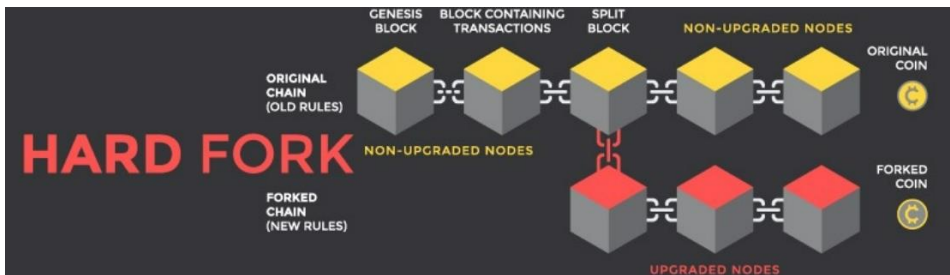 GENESIS
BLOCK
BLOCK CONTAINING
TRANSACTIONS
SPLIT
BLOCK
NON-UPGRADED NODES
ORIGINAL
COIN
ORIGINAL
CHAIN
(OLD RULES)
HARD FORK
NON-UPGRADED NODES
FORKED
CHAIN
(NEW RULES)
FORKED
COIN
UPGRADED NODES